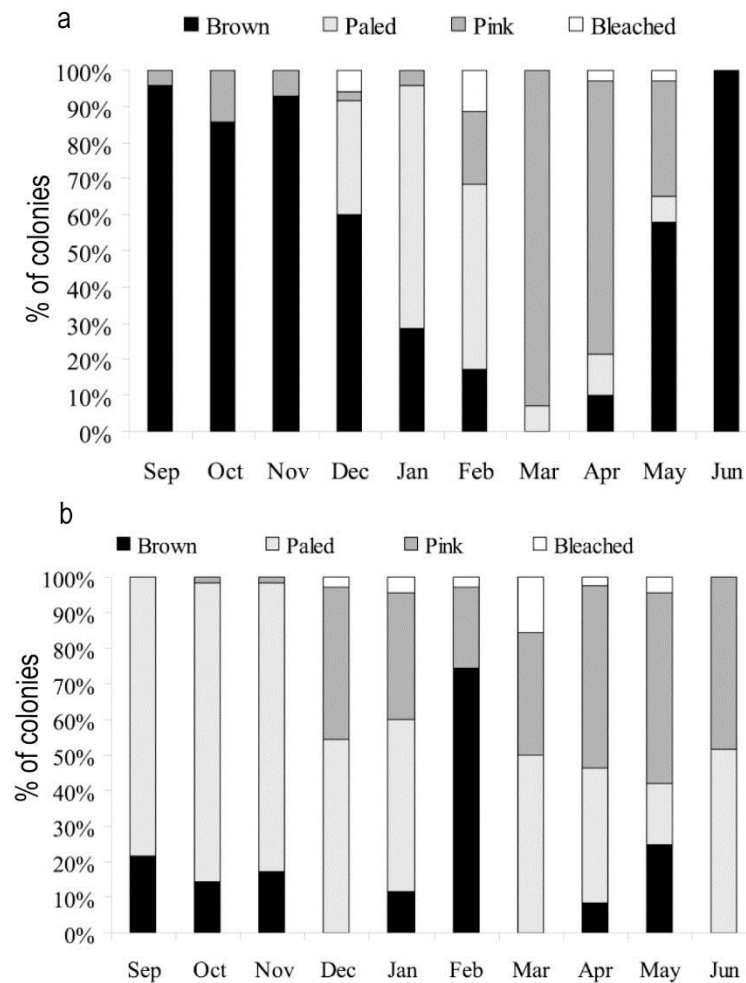 a
Brown Paled Pink Bleached
100%
90%
80%
70%
60%
50%
40%
30%
20%
10%
0%
% of colonies
Sep Oct Nov Dec Jan Feb Mar Apr May Jun
b
Brown Paled Pink Bleached
100%
90%
80%
70%
60%
50%
40%
30%
20%
10%
0%
% of colonies
Sep Oct Nov Dec Jan Feb Mar Apr May Jun